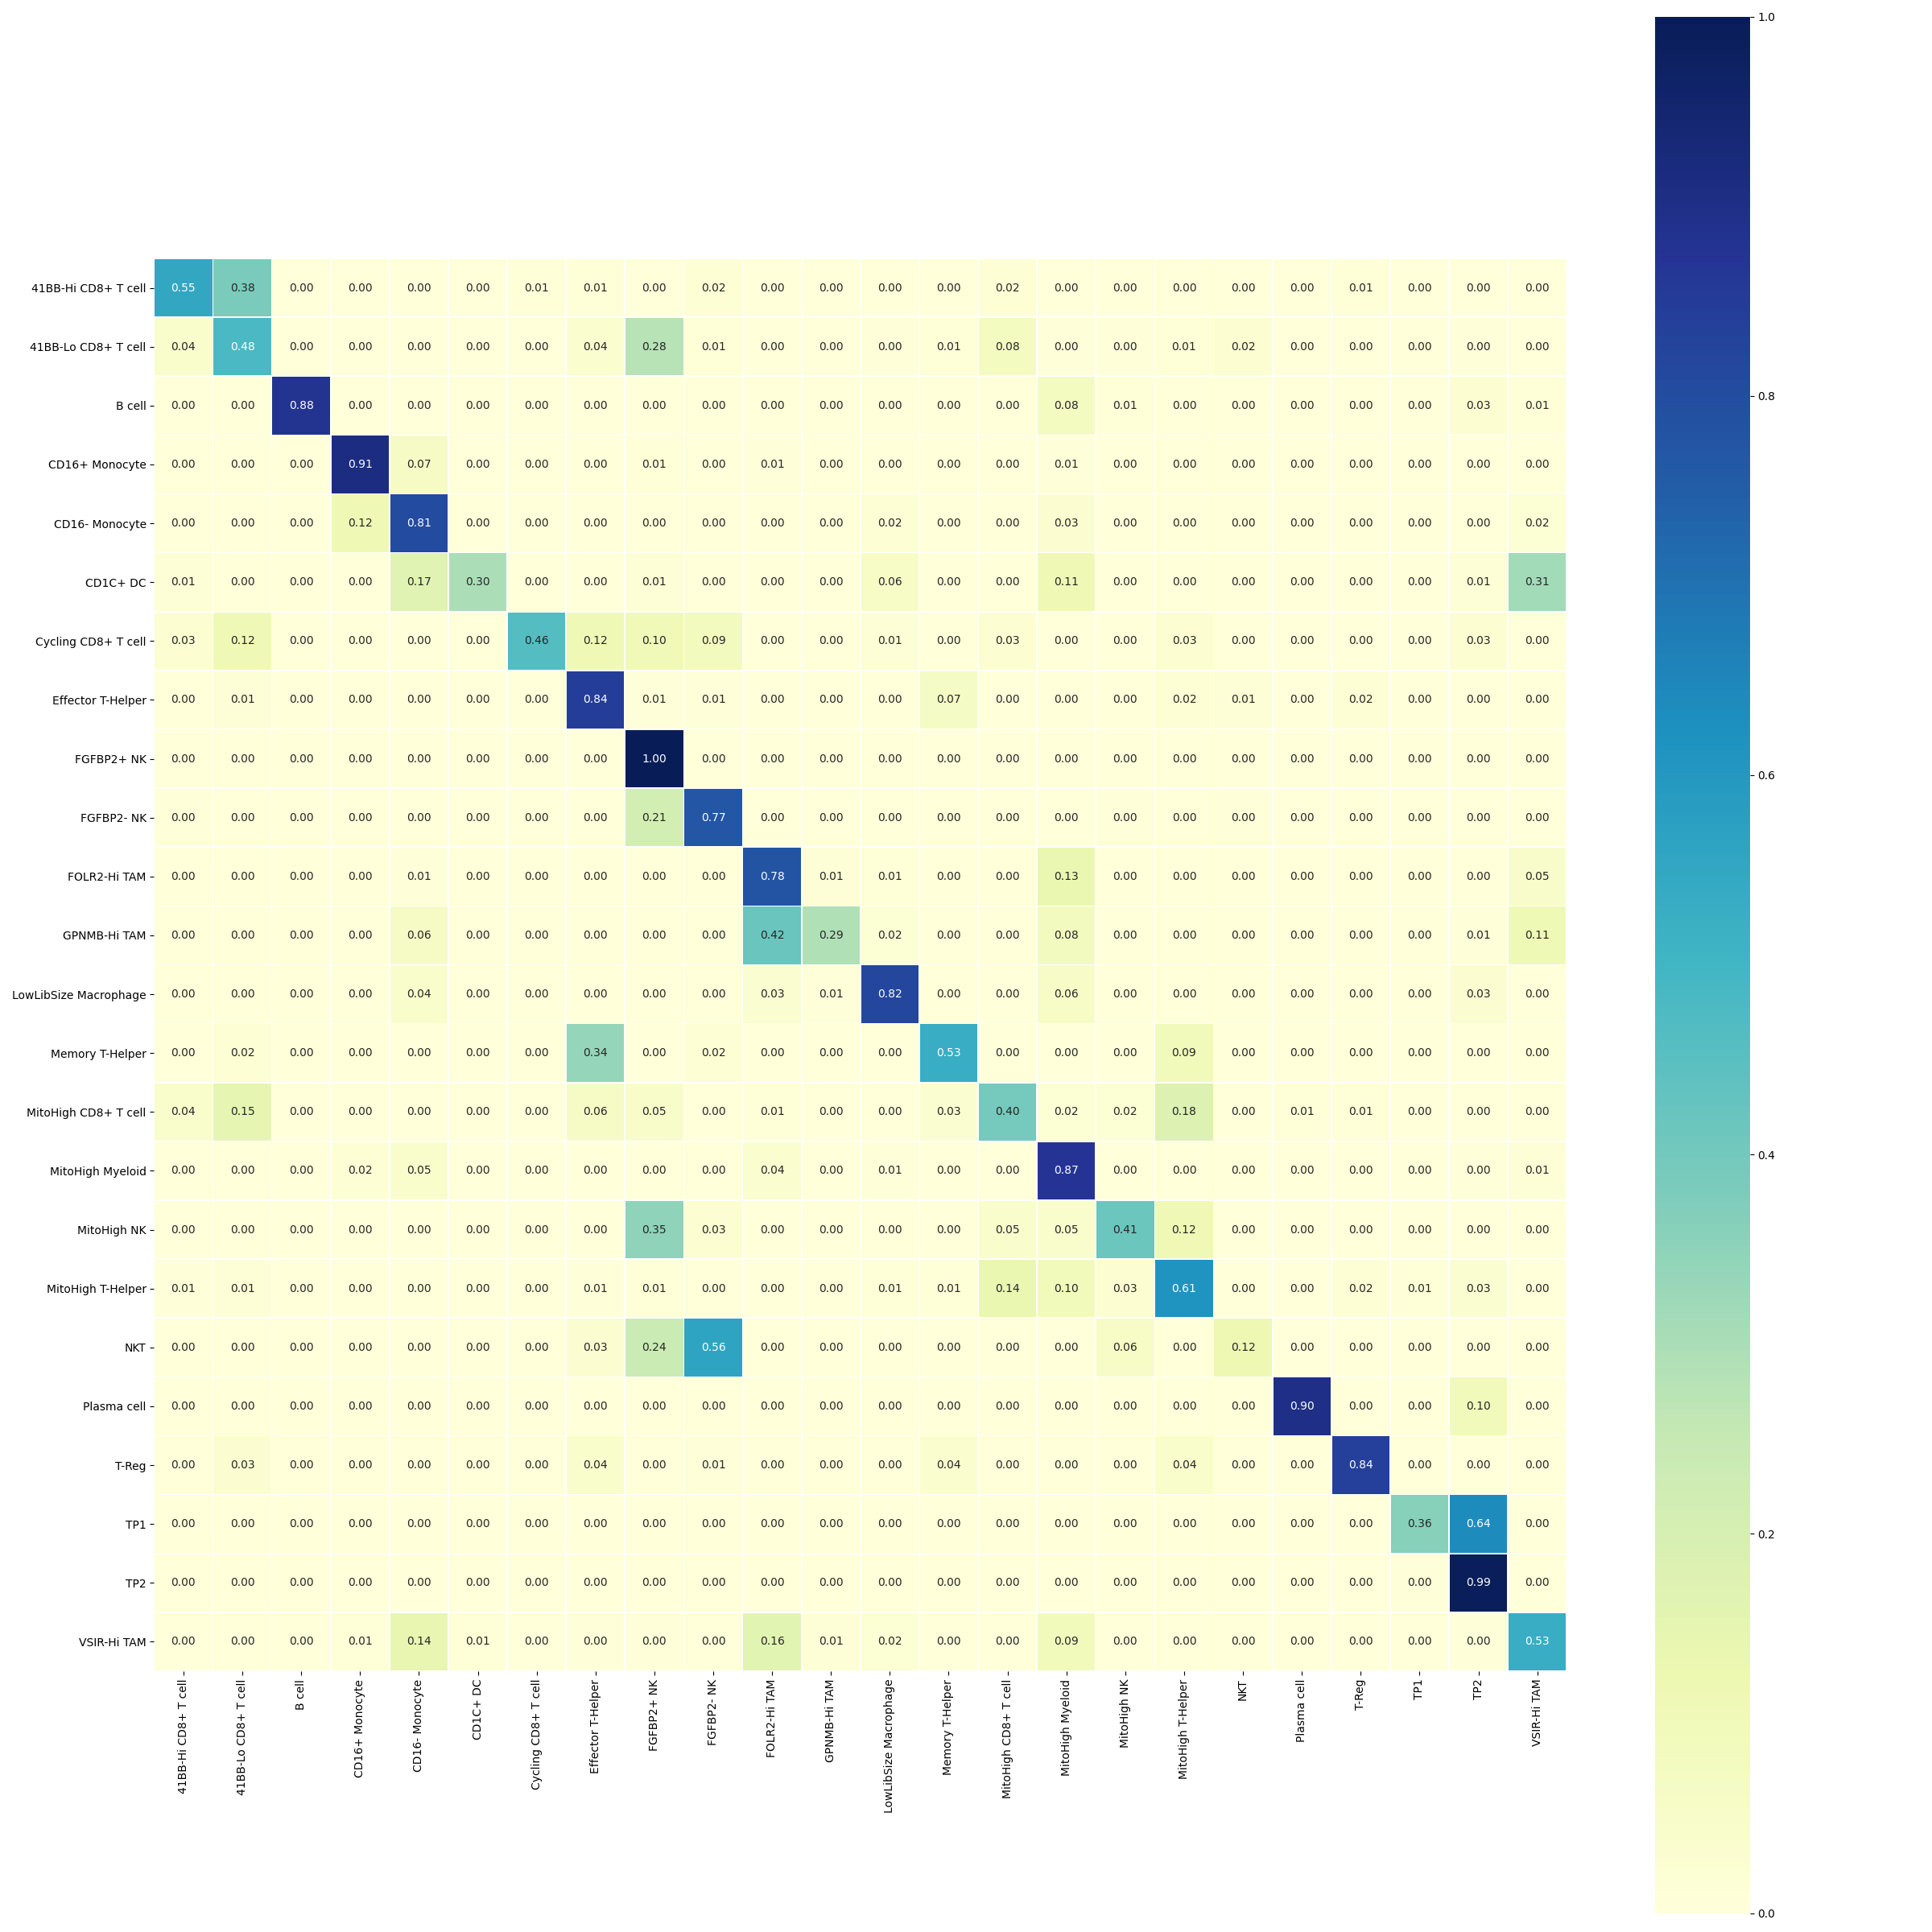 1.0
41BB-Hi CD8+ T cell 0.55 0.38 0.00 0.00 0.00 0.00 0.01 0.01 0.00 0.02 0.00 0.00 0.00 0.00 0.02 0.00 0.00 0.00 0.00 0.00 0.01 0.00 0.00 0.00
41BB-Lo CD8+ T cell 0.04 0.48 0.00 0.00 0.00 0.00 0.00 0.04 0.28 0.01 0.00 0.00 0.00 0.01 0.08 0.00 0.00 0.01 0.02 0.00 0.00 0.00 0.00 0.00
0.8
B cell 0.00 0.00 0.88 0.00 0.00 0.00 0.00 0.00 0.00 0.00 0.00 0.00 0.00 0.00 0.00 0.08 0.01 0.00 0.00 0.00 0.00 0.00 0.03 0.01
CD16+ Monocyte 0.00 0.00 0.00 0.91 0.07 0.00 0.00 0.00 0.01 0.00 0.01 0.00 0.00 0.00 0.00 0.01 0.00 0.00 0.00 0.00 0.00 0.00 0.00 0.00
CD16- Monocyte 0.00 0.00 0.00 0.12 0.81 0.00 0.00 0.00 0.00 0.00 0.00 0.00 0.02 0.00 0.00 0.03 0.00 0.00 0.00 0.00 0.00 0.00 0.00 0.02
CD1C+ DC 0.01 0.00 0.00 0.00 0.17 0.30 0.00 0.00 0.01 0.00 0.00 0.00 0.06 0.00 0.00 0.11 0.00 0.00 0.00 0.00 0.00 0.00 0.01 0.31
Cycling CD8+ T cell 0.03 0.12 0.00 0.00 0.00 0.00 0.46 0.12 0.10 0.09 0.00 0.00 0.01 0.00 0.03 0.00 0.00 0.03 0.00 0.00 0.00 0.00 0.03 0.00
Effector T-Helper 0.00 0.01 0.00 0.00 0.00 0.00 0.00 0.84 0.01 0.01 0.00 0.00 0.00 0.07 0.00 0.00 0.00 0.02 0.01 0.00 0.02 0.00 0.00 0.00
FGFBP2+ NK 0.00 0.00 0.00 0.00 0.00 0.00 0.00 0.00 1.00 0.00 0.00 0.00 0.00 0.00 0.00 0.00 0.00 0.00 0.00 0.00 0.00 0.00 0.00 0.00
0.6
FGFBP2- NK 0.00 0.00 0.00 0.00 0.00 0.00 0.00 0.00 0.21 0.77 0.00 0.00 0.00 0.00 0.00 0.00 0.00 0.00 0.00 0.00 0.00 0.00 0.00 0.00
FOLR2-Hi TAM 0.00 0.00 0.00 0.00 0.01 0.00 0.00 0.00 0.00 0.00 0.78 0.01 0.01 0.00 0.00 0.13 0.00 0.00 0.00 0.00 0.00 0.00 0.00 0.05
GPNMB-Hi TAM 0.00 0.00 0.00 0.00 0.06 0.00 0.00 0.00 0.00 0.00 0.42 0.29 0.02 0.00 0.00 0.08 0.00 0.00 0.00 0.00 0.00 0.00 0.01 0.11
LowLibSize Macrophage 0.00 0.00 0.00 0.00 0.04 0.00 0.00 0.00 0.00 0.00 0.03 0.01 0.82 0.00 0.00 0.06 0.00 0.00 0.00 0.00 0.00 0.00 0.03 0.00
Memory T-Helper 0.00 0.02 0.00 0.00 0.00 0.00 0.00 0.34 0.00 0.02 0.00 0.00 0.00 0.53 0.00 0.00 0.00 0.09 0.00 0.00 0.00 0.00 0.00 0.00
MitoHigh CD8+ T cell 0.04 0.15 0.00 0.00 0.00 0.00 0.00 0.06 0.05 0.00 0.01 0.00 0.00 0.03 0.40 0.02 0.02 0.18 0.00 0.01 0.01 0.00 0.00 0.00
0.4
MitoHigh Myeloid 0.00 0.00 0.00 0.02 0.05 0.00 0.00 0.00 0.00 0.00 0.04 0.00 0.01 0.00 0.00 0.87 0.00 0.00 0.00 0.00 0.00 0.00 0.00 0.01
MitoHigh NK 0.00 0.00 0.00 0.00 0.00 0.00 0.00 0.00 0.35 0.03 0.00 0.00 0.00 0.00 0.05 0.05 0.41 0.12 0.00 0.00 0.00 0.00 0.00 0.00
MitoHigh T-Helper 0.01 0.01 0.00 0.00 0.00 0.00 0.00 0.01 0.01 0.00 0.00 0.00 0.01 0.01 0.14 0.10 0.03 0.61 0.00 0.00 0.02 0.01 0.03 0.00
NKT 0.00 0.00 0.00 0.00 0.00 0.00 0.00 0.03 0.24 0.56 0.00 0.00 0.00 0.00 0.00 0.00 0.06 0.00 0.12 0.00 0.00 0.00 0.00 0.00
Plasma cell 0.00 0.00 0.00 0.00 0.00 0.00 0.00 0.00 0.00 0.00 0.00 0.00 0.00 0.00 0.00 0.00 0.00 0.00 0.00 0.90 0.00 0.00 0.10 0.00
T-Reg 0.00 0.03 0.00 0.00 0.00 0.00 0.00 0.04 0.00 0.01 0.00 0.00 0.00 0.04 0.00 0.00 0.00 0.04 0.00 0.00 0.84 0.00 0.00 0.00
TP1 0.00 0.00 0.00 0.00 0.00 0.00 0.00 0.00 0.00 0.00 0.00 0.00 0.00 0.00 0.00 0.00 0.00 0.00 0.00 0.00 0.00 0.36 0.64 0.00
0.2
TP2 0.00 0.00 0.00 0.00 0.00 0.00 0.00 0.00 0.00 0.00 0.00 0.00 0.00 0.00 0.00 0.00 0.00 0.00 0.00 0.00 0.00 0.00 0.99 0.00
VSIR-Hi TAM 0.00 0.00 0.00 0.01 0.14 0.01 0.00 0.00 0.00 0.00 0.16 0.01 0.02 0.00 0.00 0.09 0.00 0.00 0.00 0.00 0.00 0.00 0.00 0.53
41BB-Hi CD8+ T cell
41BB-Lo CD8+ T cell
B cell
CD16+ Monocyte
CD16- Monocyte
CD1C+ DC
Cycling CD8+ T cell
Effector T-Helper
FGFBP2+ NK
FGFBP2- NK
FOLR2-Hi TAM
GPNMB-Hi TAM
LowLibSize Macrophage
Memory T-Helper
MitoHigh CD8+ T cell
MitoHigh Myeloid
MitoHigh NK
MitoHigh T-Helper
NKT
Plasma cell
T-Reg
TP1
TP2
VSIR-Hi TAM
0.0